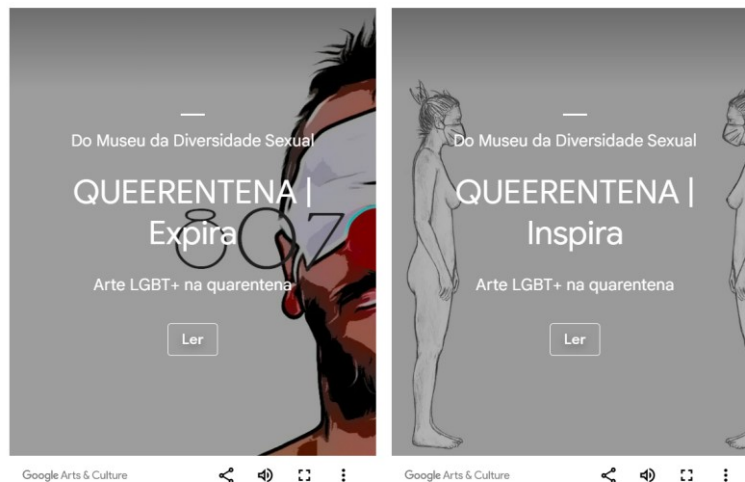 Do Museu da Diversidade Sexual
QUEERENTENA |
Expira
Arte LGBT+ na quarentena
Ler
Google Arts & Culture
Do Museu da Diversidade Sexual
QUEERENTENA |
Inspira
Arte LGBT+ na quarentena
Ler
Google Arts & Culture